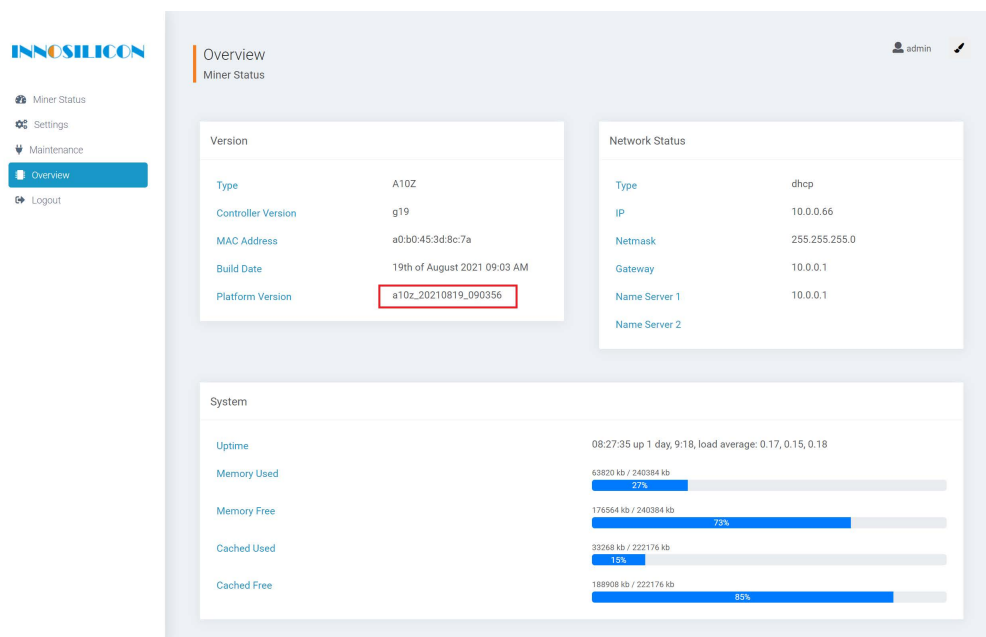 INNOSILICON
Miner Status
Settings
Maintenance
Overview
Logout
Overview
Miner Status
admin
Version
Type A10Z
Controller Version g19
MAC Address a0:b0:45:3d:8c:7a
Build Date 19th of August 2021 09:03 AM
Platform Version a10z_20210819_090356
Network Status
Type dhcp
IP 10.0.0.66
Netmask 255.255.255.0
Gateway 10.0.0.1
Name Server 1 10.0.0.1
Name Server 2
System
Uptime 08:27:35 up 1 day, 9:18, load average: 0.17, 0.15, 0.18
Memory Used 63820 kb / 240384 kb
27%
Memory Free 176564 kb / 240384 kb
73%
Cached Used 33268 kb / 222176 kb
15%
Cached Free 188908 kb / 222176 kb
85%